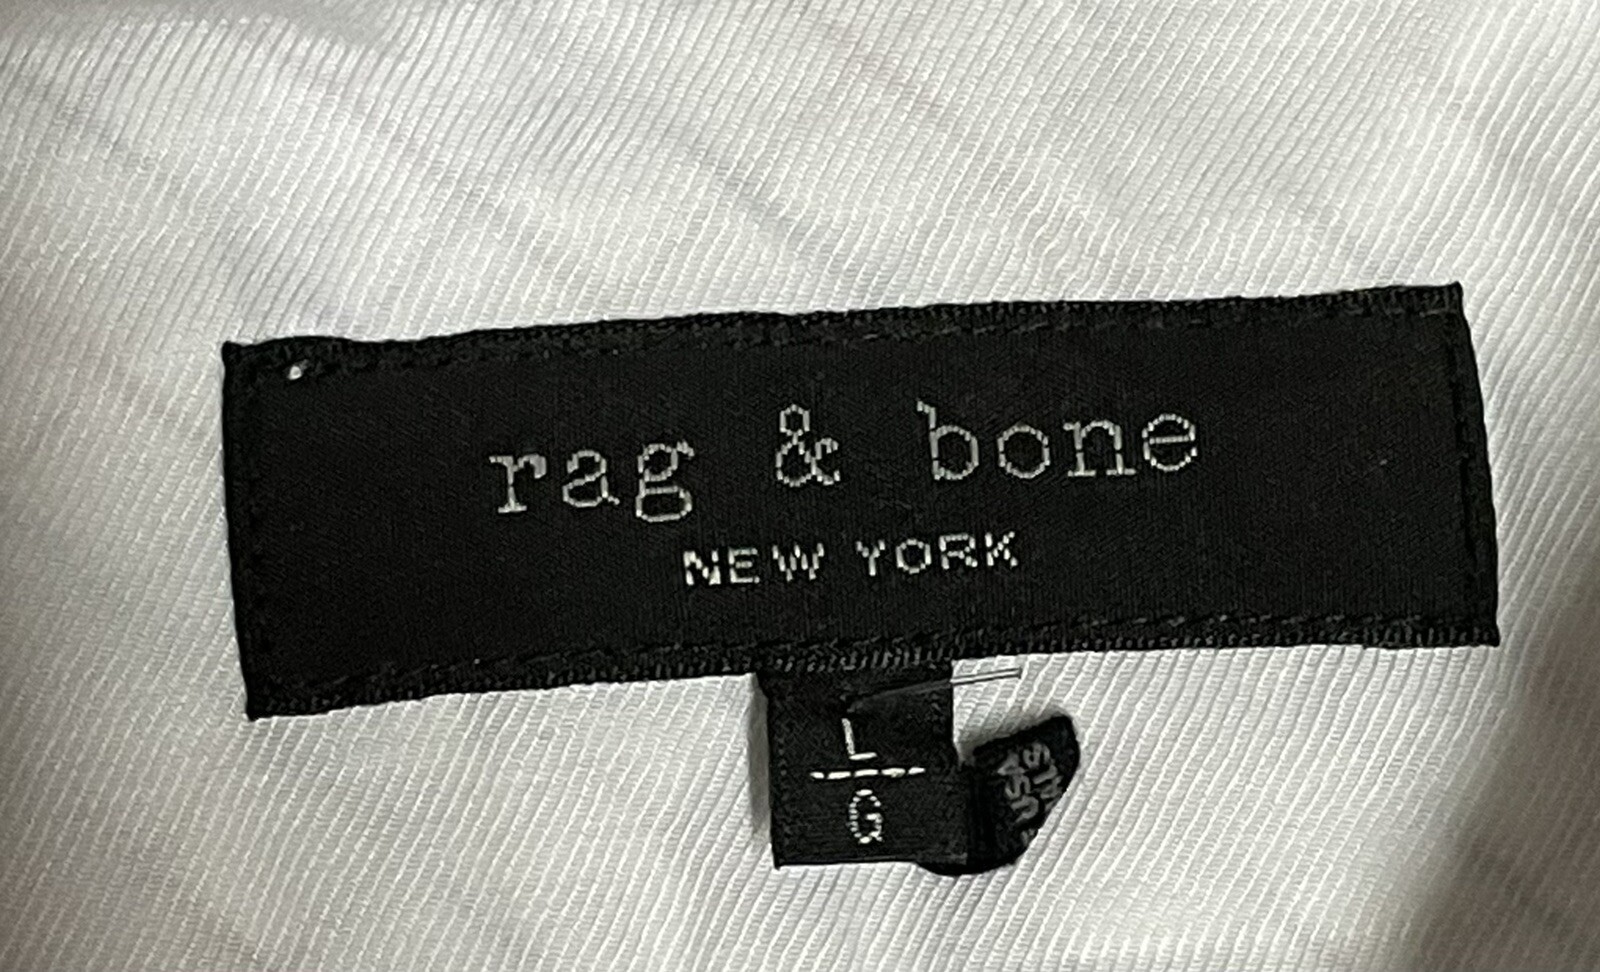 rag & bone
NEW YORK
L
G
USA